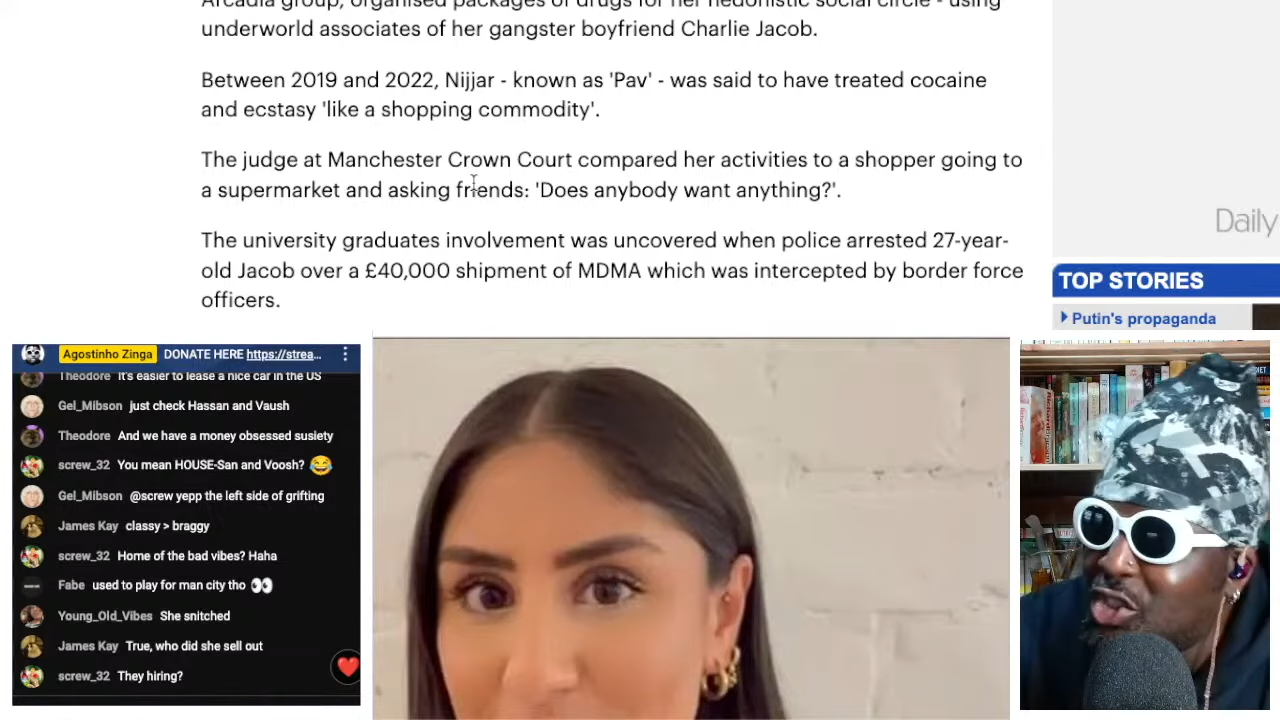 Arcadia group, organised packages of drugs for her hedonistic social circle - using
underworld associates of her gangster boyfriend Charlie Jacob.
Between 2019 and 2022, Nijjar - known as 'Pav' - was said to have treated cocaine
and ecstasy 'like a shopping commodity'.
The judge at Manchester Crown Court compared her activities to a shopper going to
a supermarket and asking friends: 'Does anybody want anything?'.
The university graduates involvement was uncovered when police arrested 27-year-
old Jacob over a £40,000 shipment of MDMA which was intercepted by border force
officers.
Daily
TOP STORIES
Putin's propaganda
Agostinho Zinga DONATE HERE https://strea...
Theodore It's easier to lease a nice car in the US
Gel_Mibson just check Hassan and Vaush
Theodore And we have a money obsessed susiety
screw_32 You mean HOUSE-San and Voosh? 😂
Gel_Mibson @screw yepp the left side of grifting
James Kay classy > braggy
screw_32 Home of the bad vibes? Haha
Fabe used to play for man city tho 👀
Young_Old_Vibes She snitched
James Kay True, who did she sell out
screw_32 They hiring?